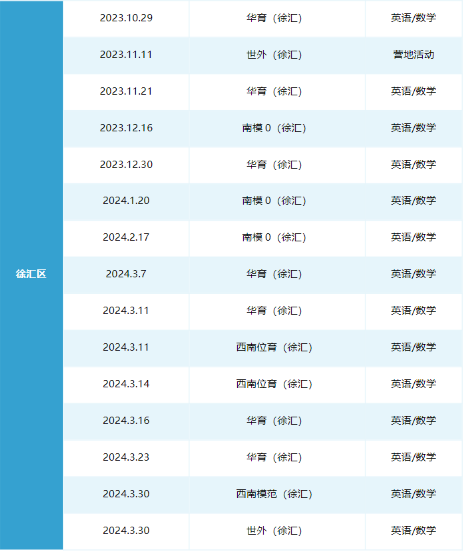 2023.10.29 华育（徐汇） 英语/数学
2023.11.11 世外（徐汇） 营地活动
2023.11.21 华育（徐汇） 英语/数学
2023.12.16 南模 0（徐汇） 英语/数学
2023.12.30 华育（徐汇） 英语/数学
2024.1.20 南模 0（徐汇） 英语/数学
2024.2.17 南模 0（徐汇） 英语/数学
徐汇区 2024.3.7 华育（徐汇） 英语/数学
2024.3.11 华育（徐汇） 英语/数学
2024.3.11 西南位育（徐汇） 英语/数学
2024.3.14 西南位育（徐汇） 英语/数学
2024.3.16 华育（徐汇） 英语/数学
2024.3.23 华育（徐汇） 英语/数学
2024.3.30 西南模范（徐汇） 英语/数学
2024.3.30 世外（徐汇） 英语/数学